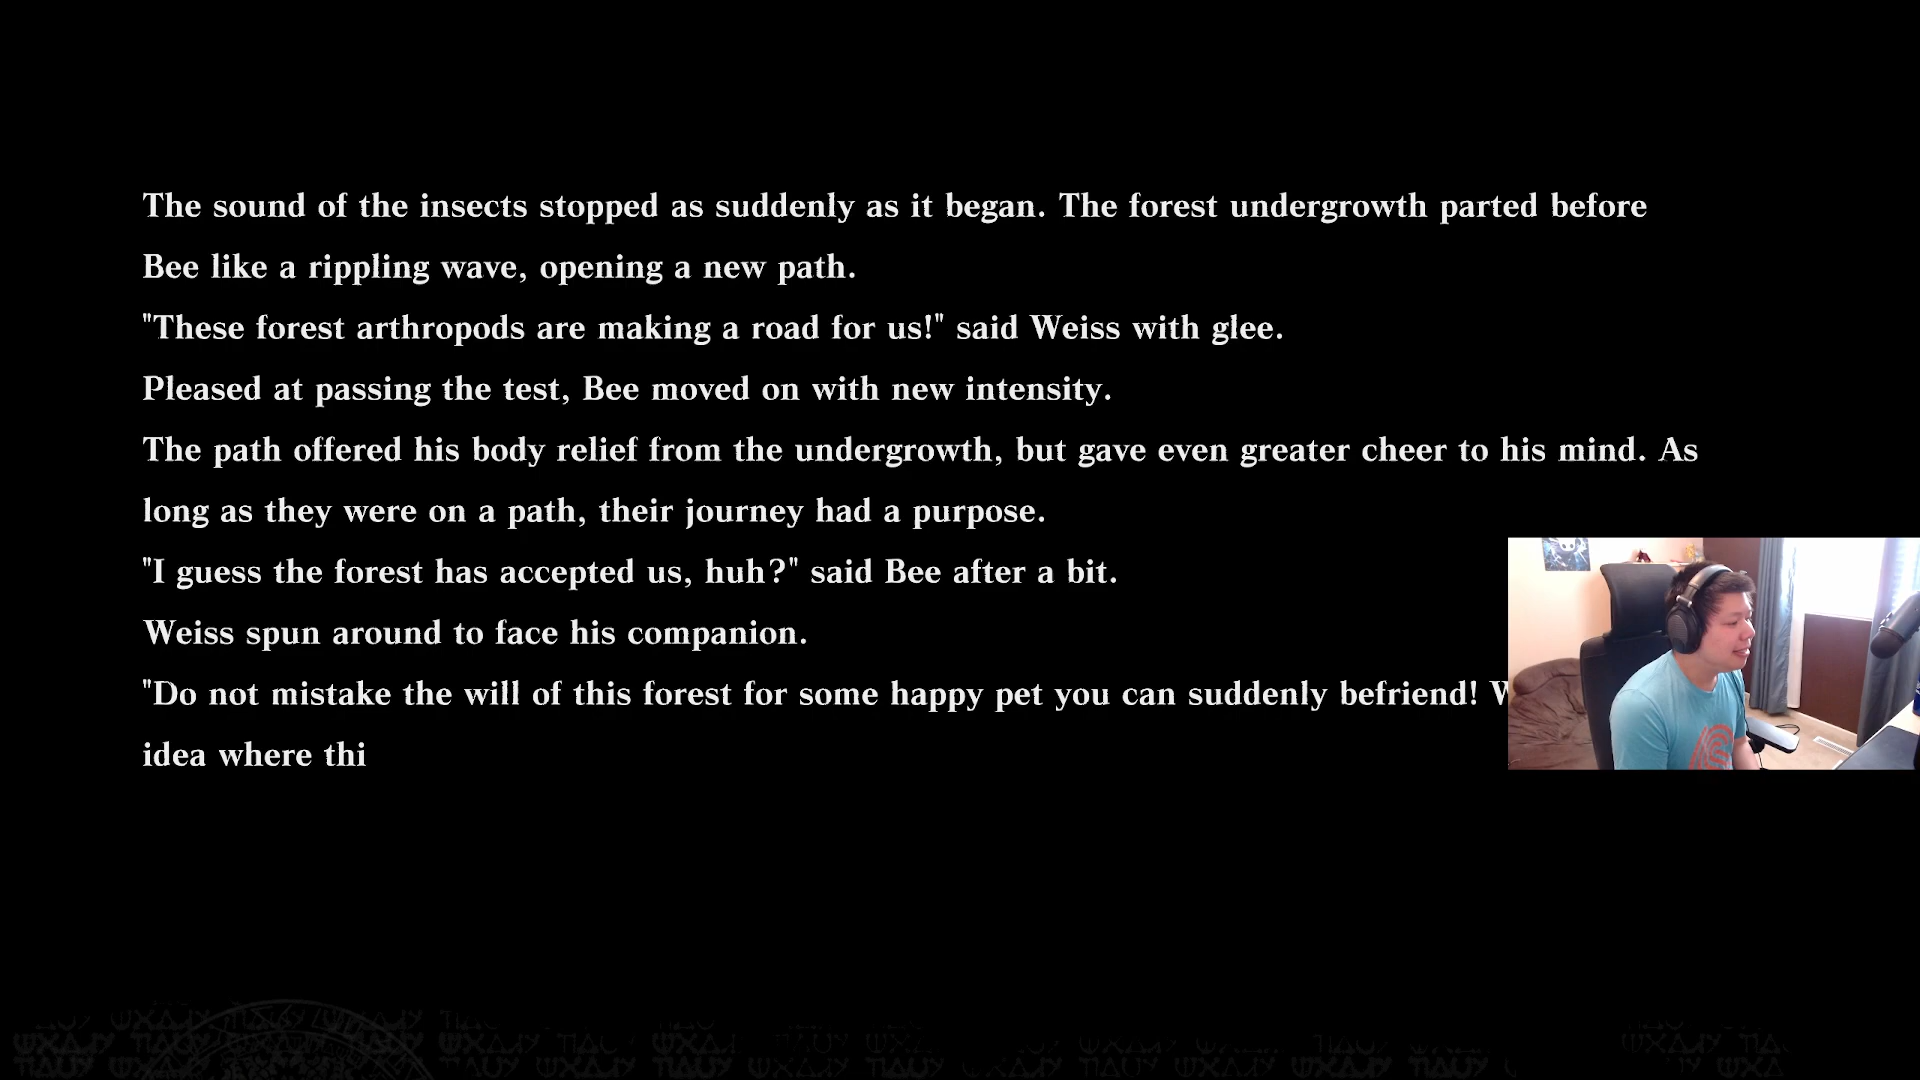 The sound of the insects stopped as suddenly as it began. The forest undergrowth parted before
Bee like a rippling wave, opening a new path.
"These forest arthropods are making a road for us!" said Weiss with glee.
Pleased at passing the test, Bee moved on with new intensity.
The path offered his body relief from the undergrowth, but gave even greater cheer to his mind. As
long as they were on a path, their journey had a purpose.
"I guess the forest has accepted us, huh?" said Bee after a bit.
Weiss spun around to face his companion.
"Do not mistake the will of this forest for some happy pet you can suddenly befriend!
idea where thi